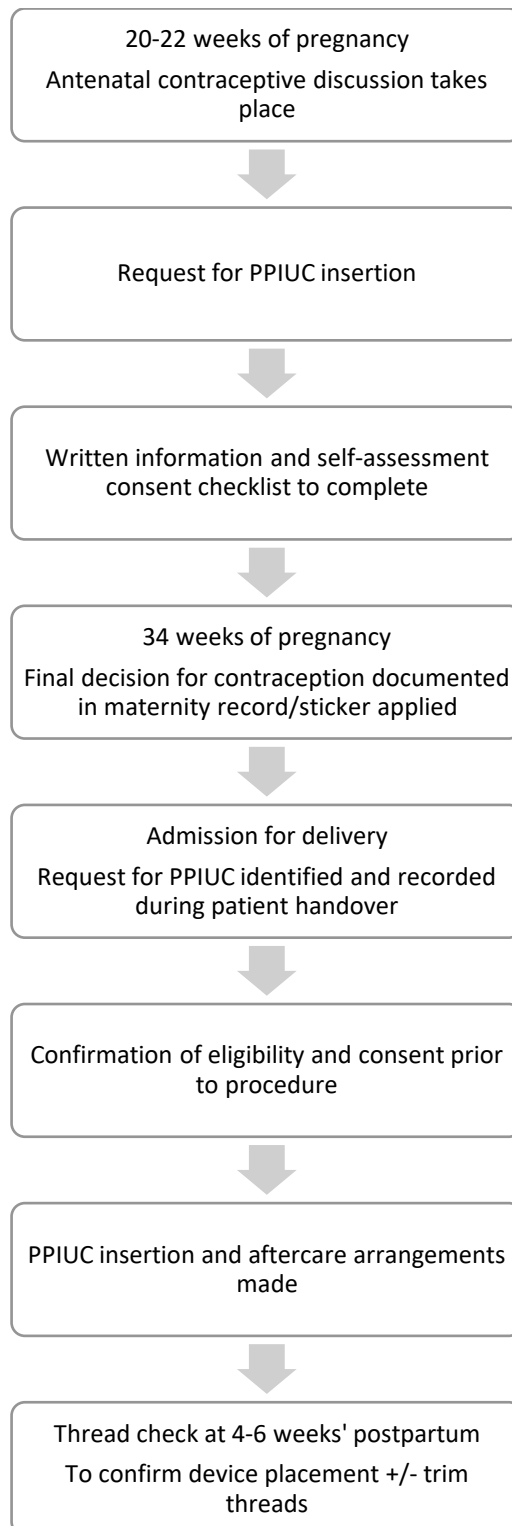 20-22 weeks of pregnancy
Antenatal contraceptive discussion takes
place
Request for PPIUC insertion
Written information and self-assessment
consent checklist to complete
34 weeks of pregnancy
Final decision for contraception documented
in maternity record/sticker applied
Admission for delivery
Request for PPIUC identified and recorded
during patient handover
Confirmation of eligibility and consent prior
to procedure
PPIUC insertion and aftercare arrangements
made
Thread check at 4-6 weeks' postpartum
To confirm device placement +/- trim
threads